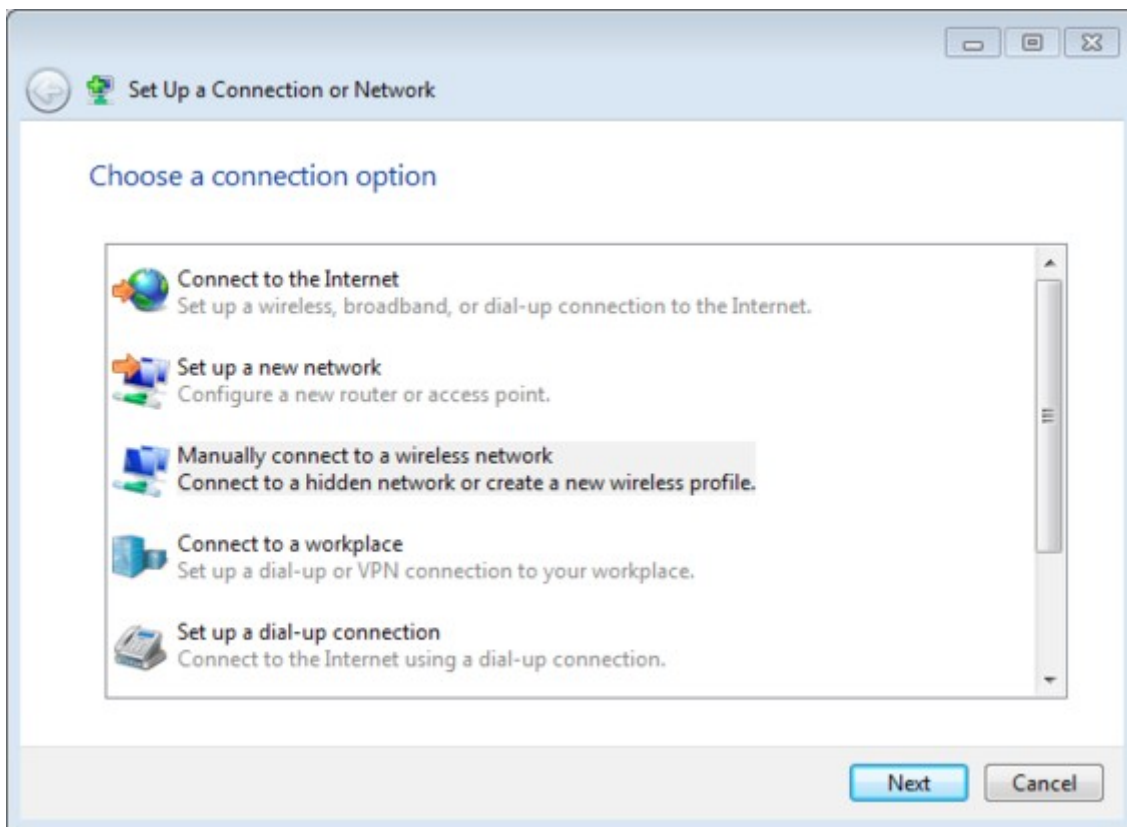 Set Up a Connection or Network
Choose a connection option
Connect to the Internet
Set up a wireless, broadband, or dial-up connection to the Internet.
Set up a new network
Configure a new router or access point.
Manually connect to a wireless network
Connect to a hidden network or create a new wireless profile.
Connect to a workplace
Set up a dial-up or VPN connection to your workplace.
Set up a dial-up connection
Connect to the Internet using a dial-up connection.
Next
Cancel